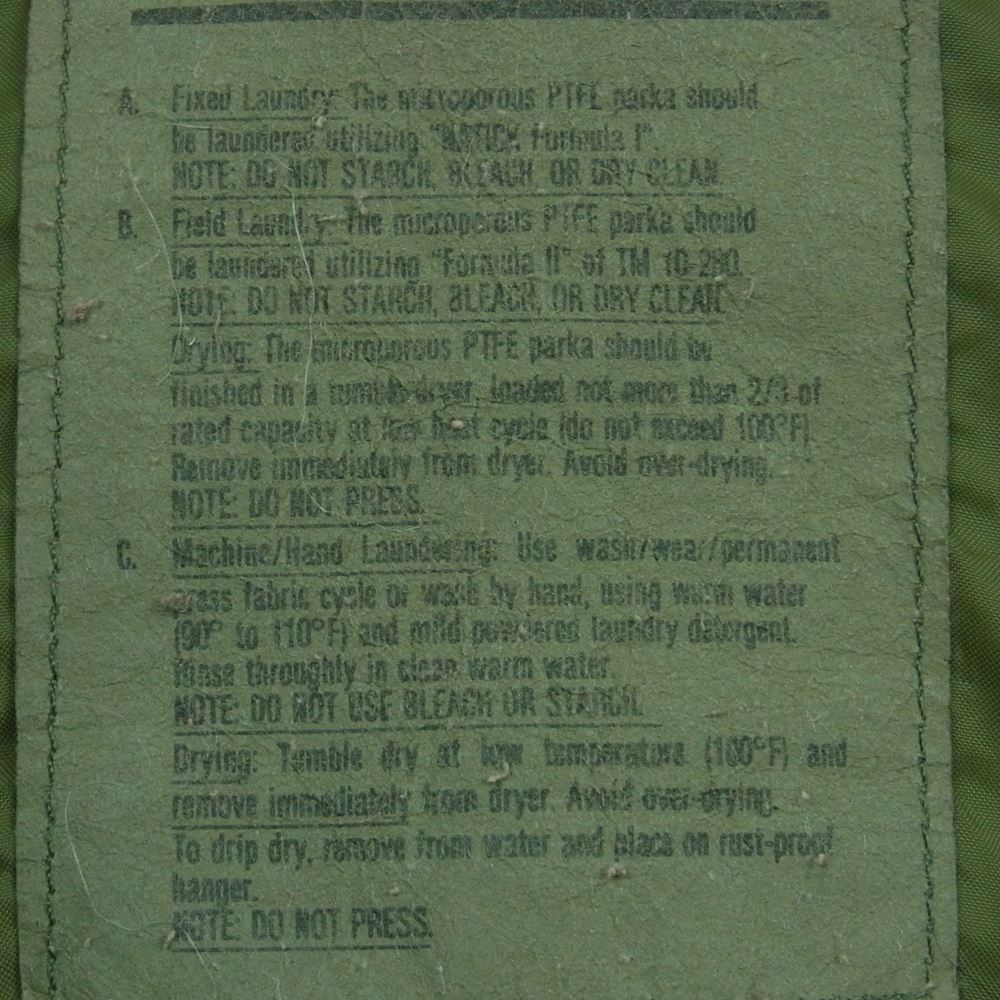 A. Fixed Laundry: The microporous PTFE parka should
be laundered utilizing "NATICK Formula I".
NOTE: DO NOT STARCH, BLEACH, OR DRY CLEAN.
B. Field Laundry: The microporous PTFE parka should
be laundered utilizing "Formula II" of TM 10-280.
NOTE: DO NOT STARCH, BLEACH, OR DRY CLEAN.
Drying: The microporous PTFE parka should be
finished in a tumble dryer, loaded not more than 2/3 of
rated capacity at low heat cycle (do not exceed 100°F).
Remove immediately from dryer. Avoid over-drying.
NOTE: DO NOT PRESS.
C. Machine/Hand Laundering: Use wash/wear/permanent
press fabric cycle or wash by hand, using warm water
(90° to 110°F) and mild powdered laundry detergent.
Rinse throughly in clean warm water.
NOTE: DO NOT USE BLEACH OR STARCH.
Drying: Tumble dry at low temperature (100°F) and
remove immediately from dryer. Avoid over-drying.
To drip dry, remove from water and place on rust-proof
hanger.
NOTE: DO NOT PRESS.